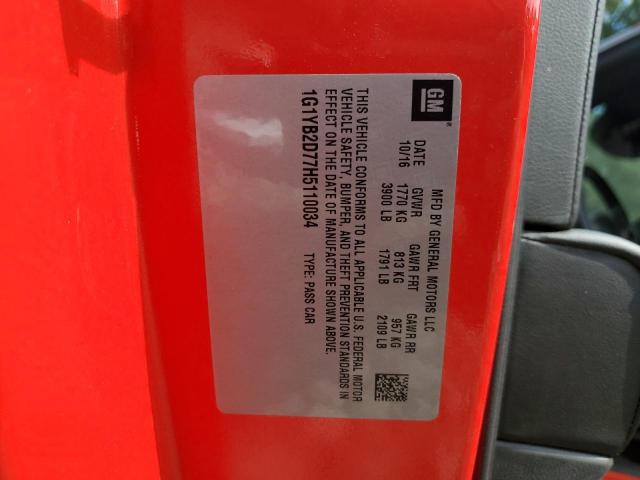 GM®
MFD BY GENERAL MOTORS LLC
DATE GVWR GAWR FRT GAWR RR
10/16 1770 KG 813 KG 957 KG
3900 LB 1791 LB 2109 LB
THIS VEHICLE CONFORMS TO ALL APPLICABLE U.S. FEDERAL MOTOR
VEHICLE SAFETY, BUMPER, AND THEFT PREVENTION STANDARDS IN
EFFECT ON THE DATE OF MANUFACTURE SHOWN ABOVE.
1G1YB2D77H5110034 TYPE: PASS CAR